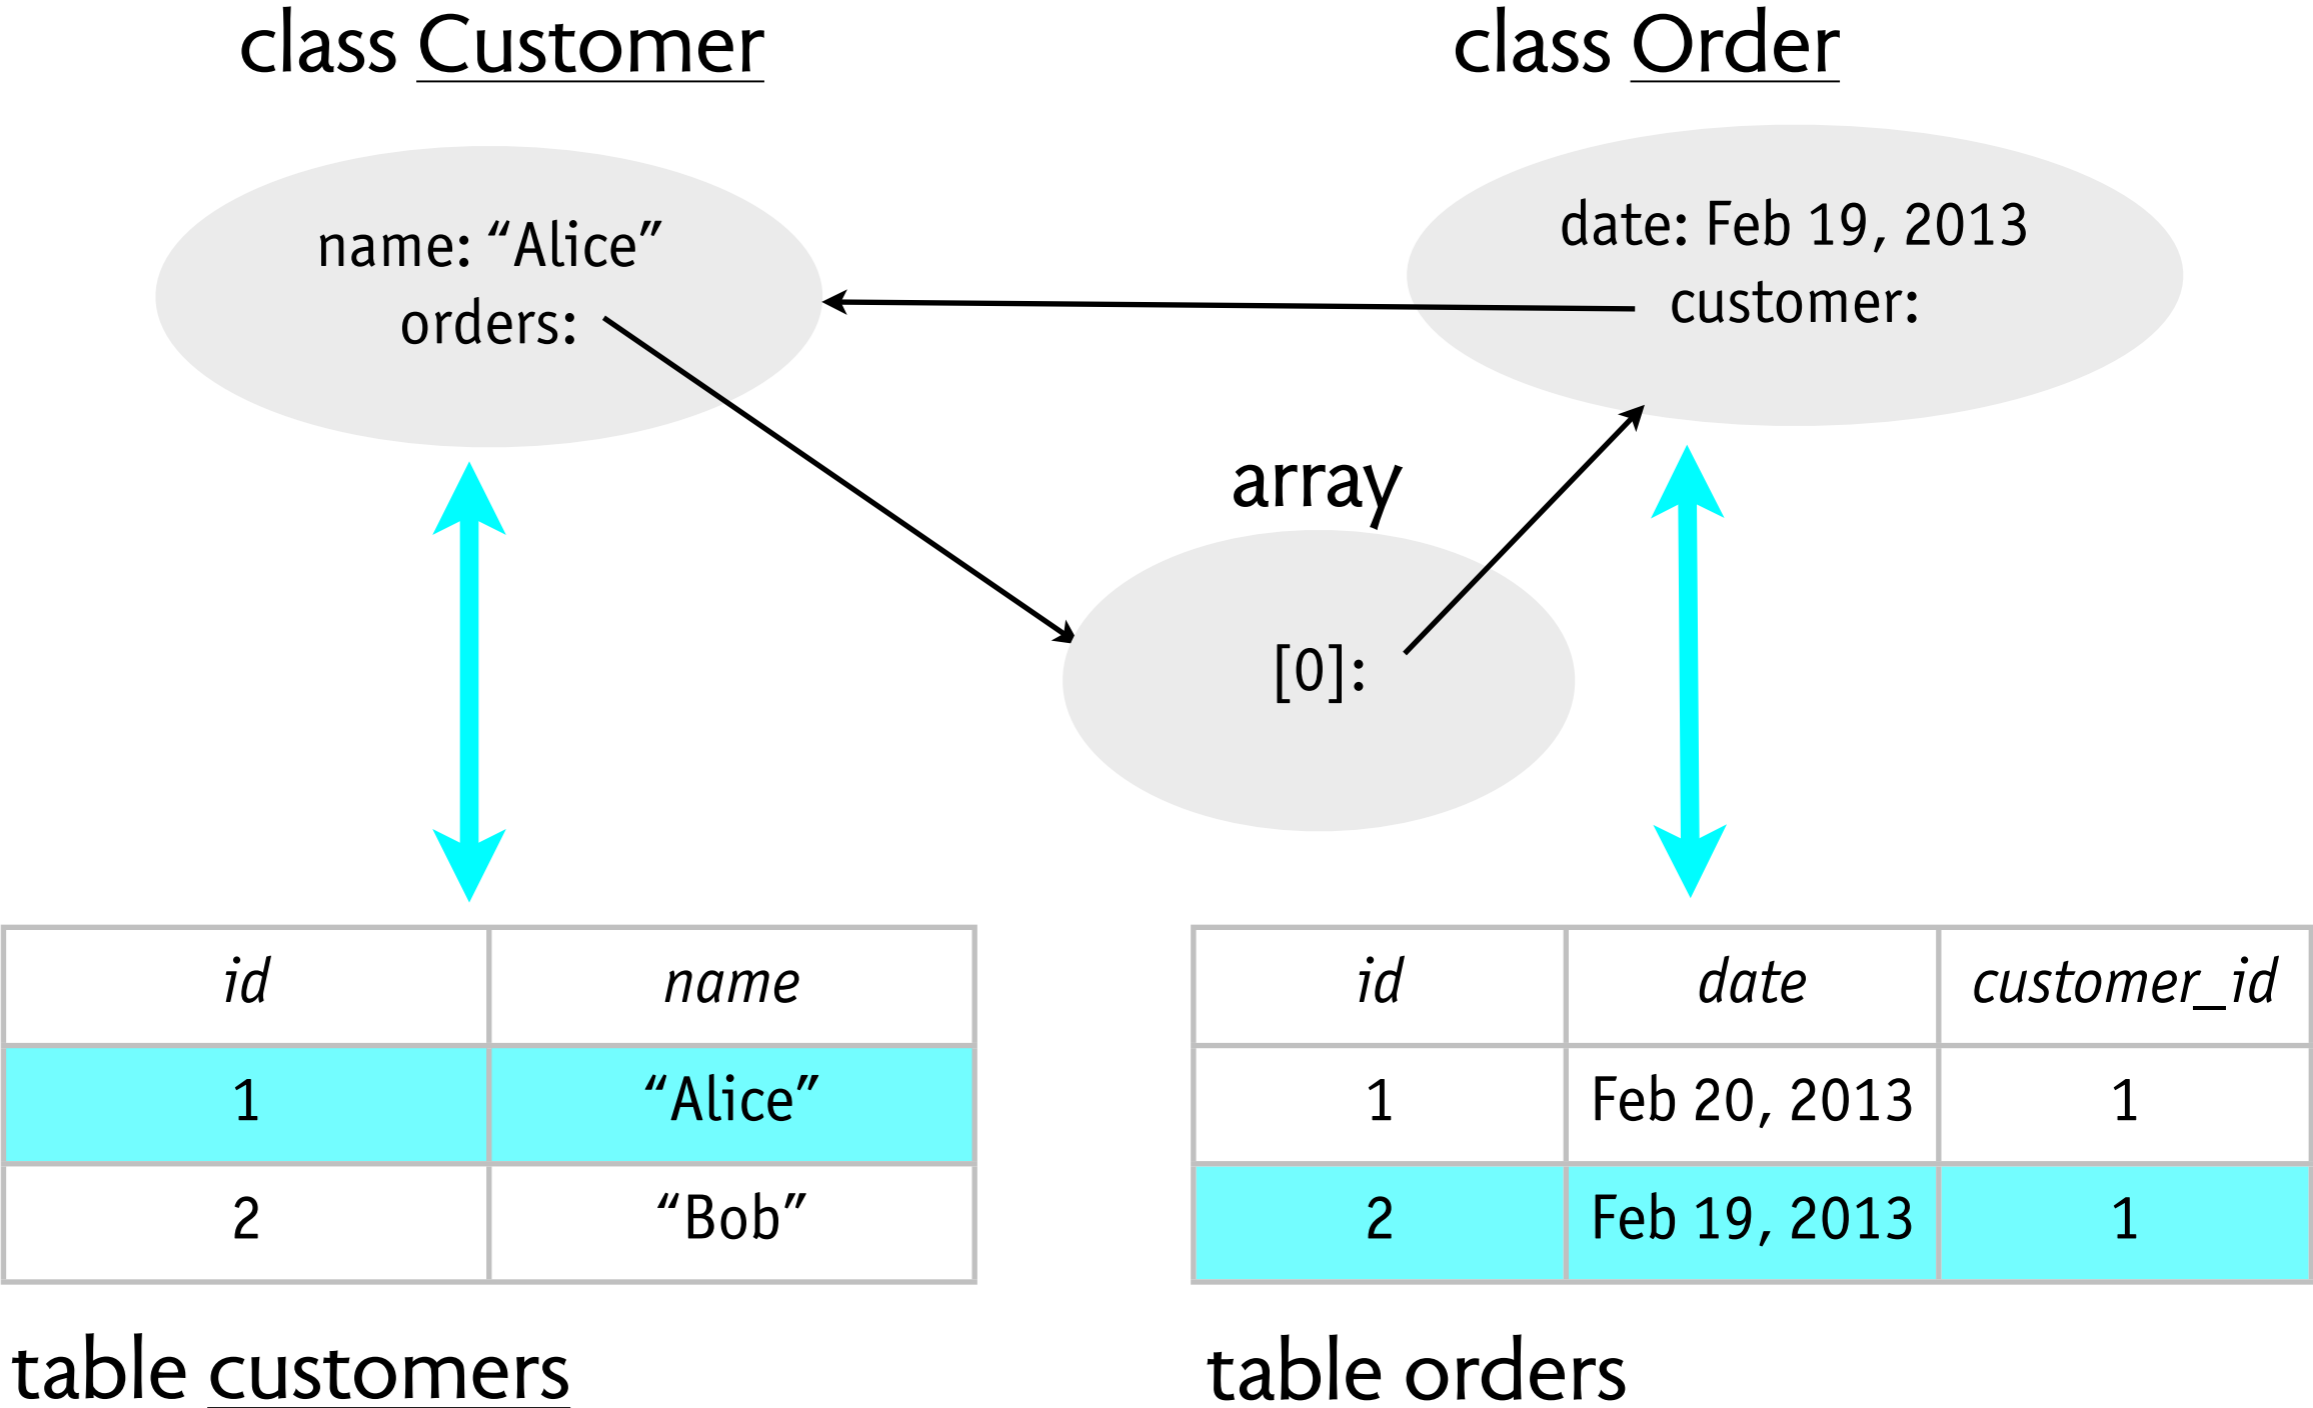 class Customer
class Order
name: “Alice”
orders:
date: Feb 19, 2013
customer:
array
[0]:
id name
1 “Alice”
2 “Bob”
table customers
id date customer_id
1 Feb 20, 2013 1
2 Feb 19, 2013 1
table orders